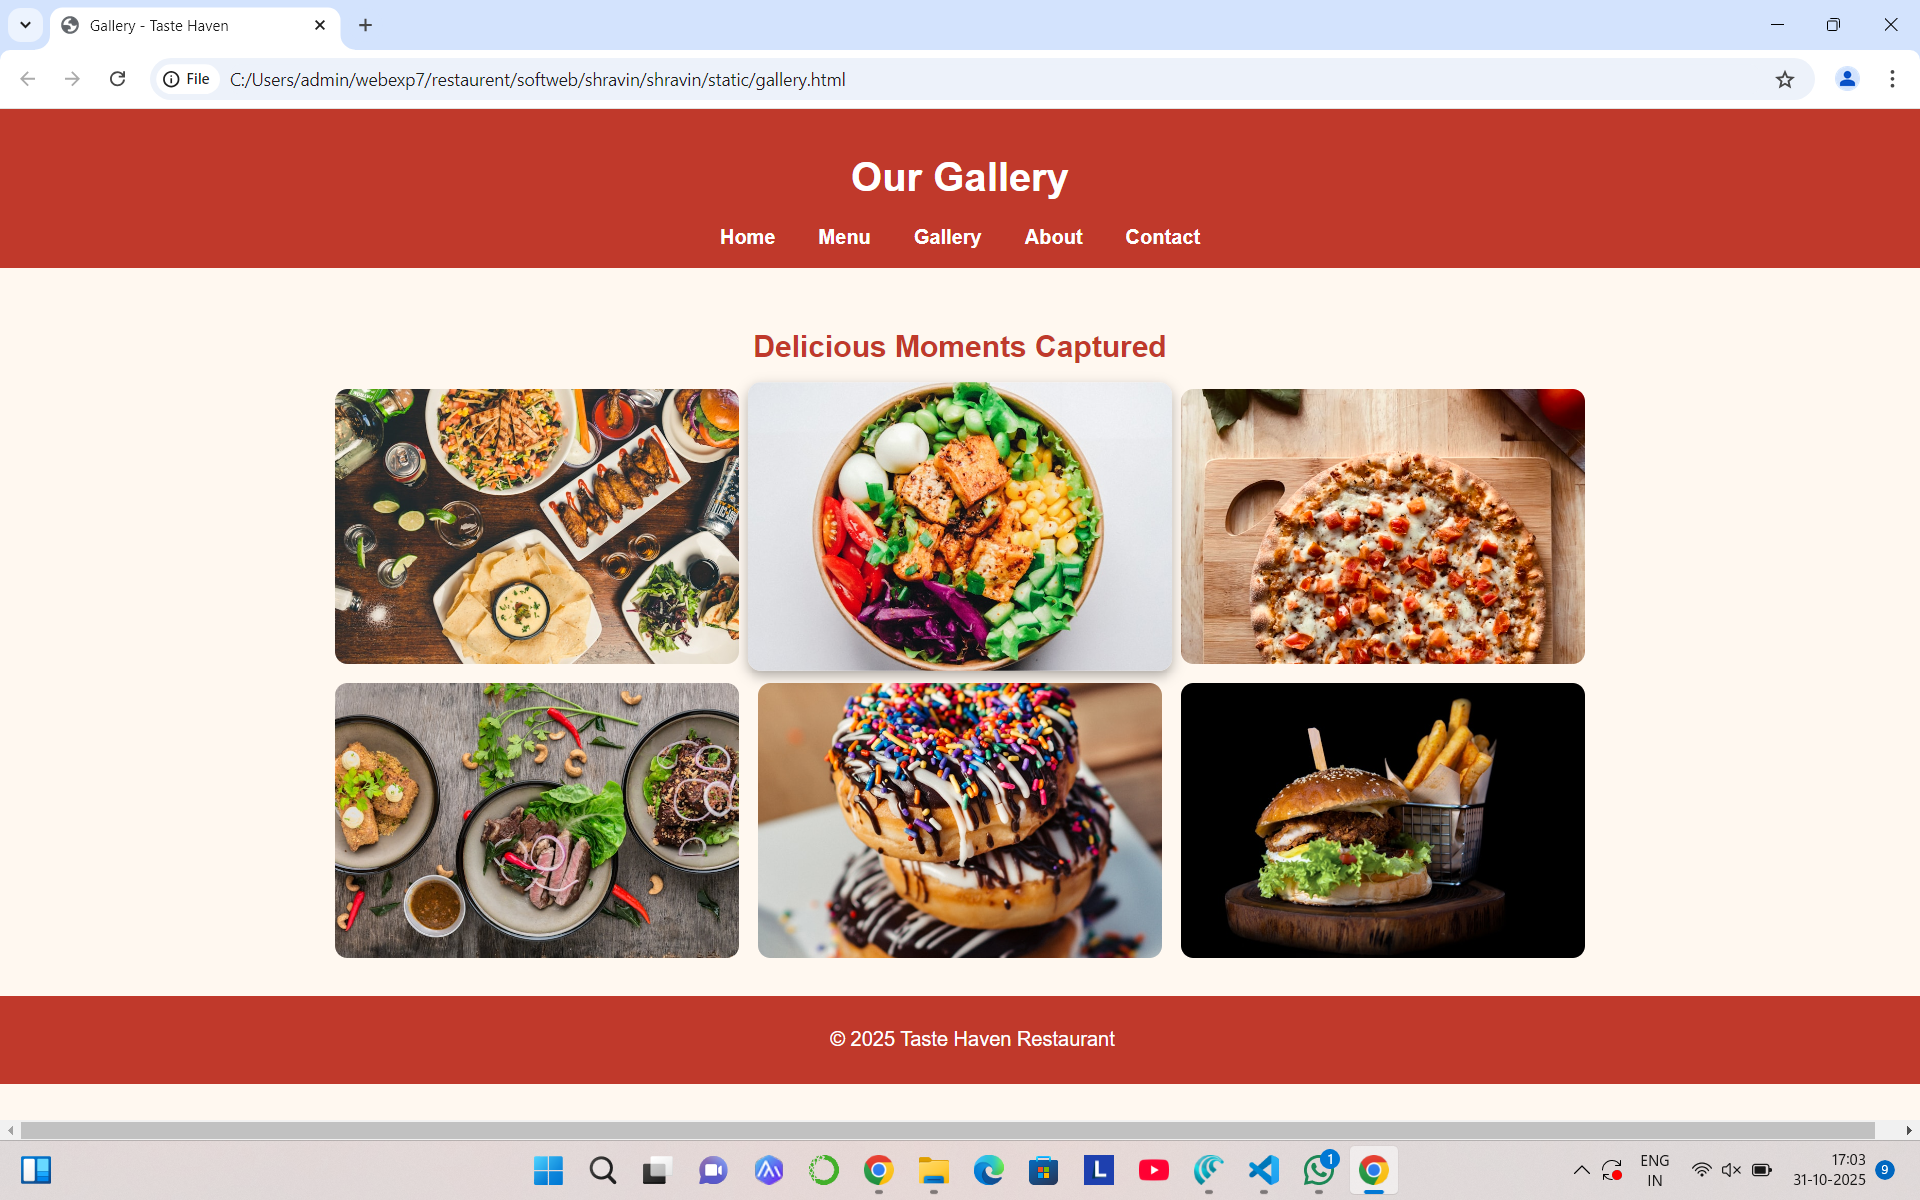 Gallery - Taste Haven
File
C:/Users/admin/webexp7/restaurent/softweb/shravin/shravin/static/gallery.html
Our Gallery
Home Menu Gallery About Contact
Delicious Moments Captured
© 2025 Taste Haven Restaurant
L
1
ENG
IN
17:03
31-10-2025
9